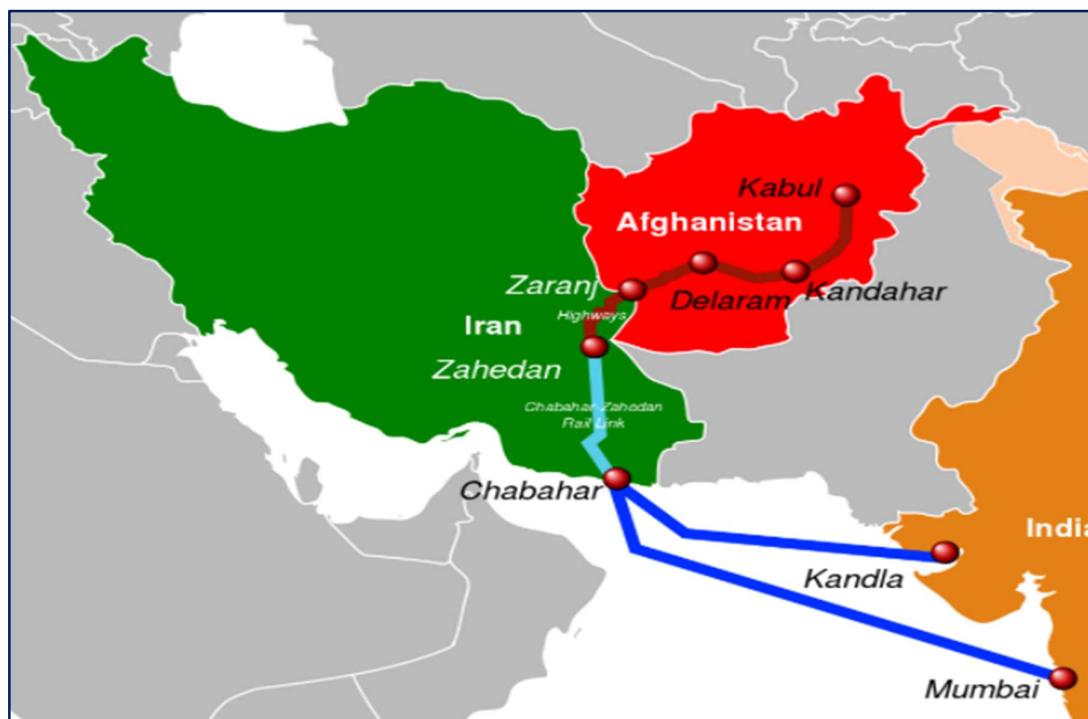 Kabul
Afghanistan
Zaranj
Delaram
Kandahar
Highways
Iran
Zahedan
Chabahar-Zahedan
Rail Link
Chabahar
India
Kandla
Mumbai